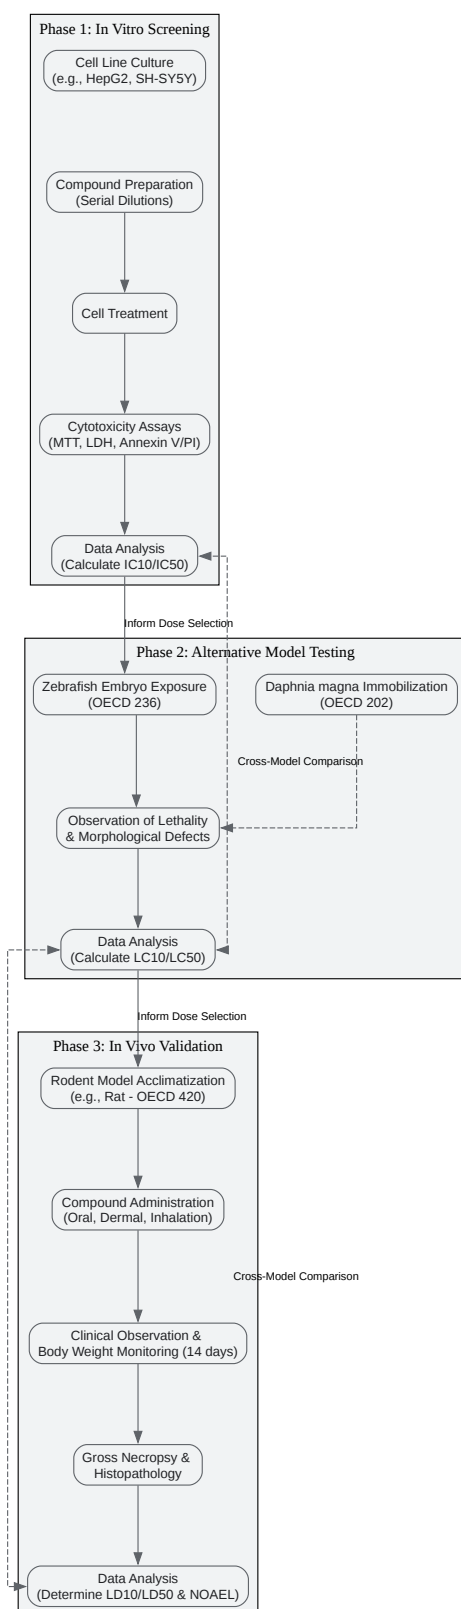 Phase 1: In Vitro Screening
Cell Line Culture
(e.g., HepG2, SH-SY5Y)
Compound Preparation
(Serial Dilutions)
Cell Treatment
Cytotoxicity Assays
(MTT, LDH, Annexin V/PI)
Data Analysis
(Calculate IC10/IC50)
Inform Dose Selection
Phase 2: Alternative Model Testing
Zebrafish Embryo Exposure
(OECD 236)
Daphnia magna Immobilization
(OECD 202)
Cross-Model Comparison
Observation of Lethality
& Morphological Defects
Data Analysis
(Calculate LC10/LC50)
Inform Dose Selection
Phase 3: In Vivo Validation
Rodent Model Acclimatization
(e.g., Rat - OECD 420)
Compound Administration
(Oral, Dermal, Inhalation)
Cross-Model Comparison
Clinical Observation &
Body Weight Monitoring (14 days)
Gross Necropsy &
Histopathology
Data Analysis
(Determine LD10/LD50 & NOAEL)